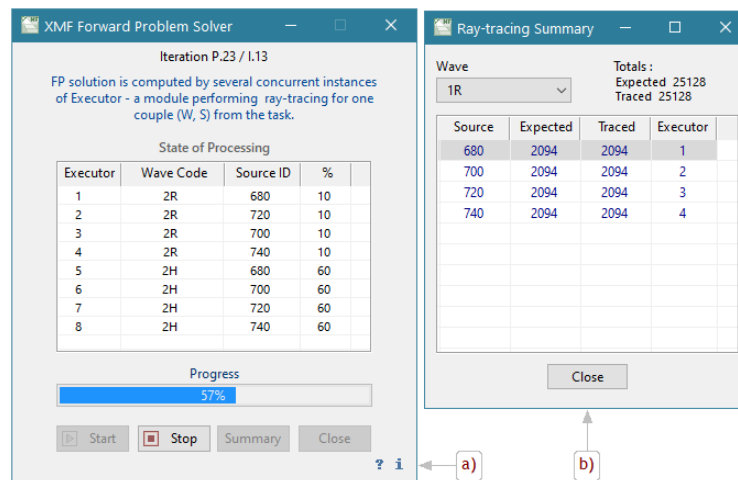 XMF Forward Problem Solver
Iteration P.23 / I.13
FP solution is computed by several concurrent instances
of Executor - a module performing ray-tracing for one
couple (W, S) from the task.
State of Processing
Executor Wave Code Source ID %
1 2R 680 10
2 2R 720 10
3 2R 700 10
4 2R 740 10
5 2H 680 60
6 2H 700 60
7 2H 720 60
8 2H 740 60
Progress
57%
Start Stop Summary Close
? i
a)
Ray-tracing Summary
Wave Totals :
1R Expected 25128
Traced 25128
Source Expected Traced Executor
680 2094 2094 1
700 2094 2094 2
720 2094 2094 3
740 2094 2094 4
Close
b)